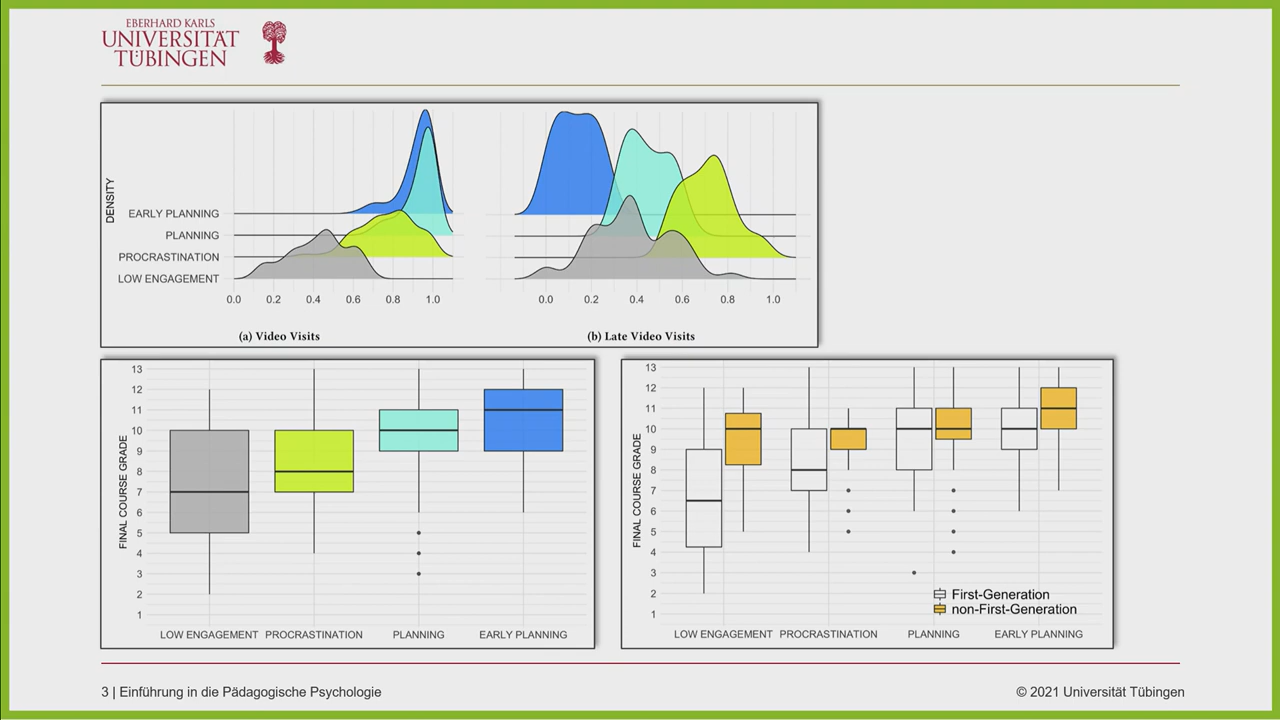 EBERHARD KARLS
UNIVERSITÄT
TÜBINGEN
DENSITY
EARLY PLANNING
PLANNING
PROCRASTINATION
LOW ENGAGEMENT
0.0 0.2 0.4 0.6 0.8 1.0
0.0 0.2 0.4 0.6 0.8 1.0
(a) Video Visits
(b) Late Video Visits
FINAL COURSE GRADE
13
12
11
10
9
8
7
6
5
4
3
2
1
LOW ENGAGEMENT PROCRASTINATION PLANNING EARLY PLANNING
FINAL COURSE GRADE
13
12
11
10
9
8
7
6
5
4
3
2
1
First-Generation
non-First-Generation
LOW ENGAGEMENT PROCRASTINATION PLANNING EARLY PLANNING
3 | Einführung in die Pädagogische Psychologie
© 2021 Universität Tübingen